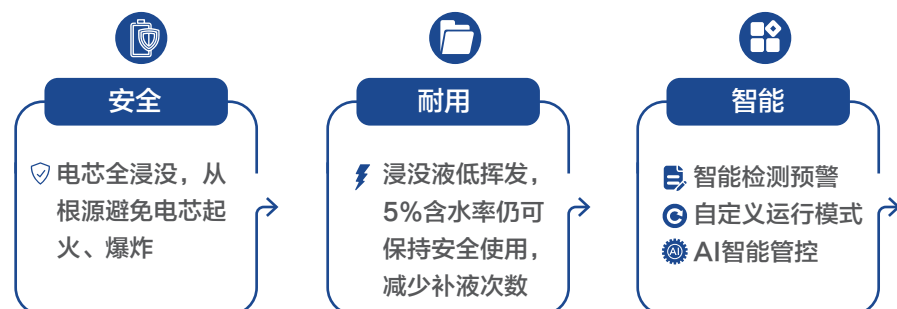 安全
电芯全浸没，从
根源避免电芯起
火、爆炸
耐用
浸没液低挥发，
5%含水率仍可
保持安全使用，
减少补液次数
智能
智能检测预警
自定义运行模式
AI智能管控